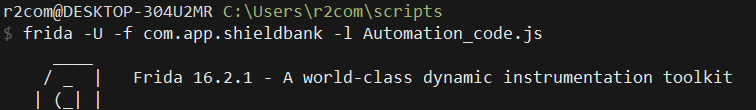 r2com@DESKTOP-304U2MR C:\Users\r2com\scripts
$ frida -U -f com.app.shieldbank -l Automation_code.js
     ____
    / _  |   Frida 16.2.1 - A world-class dynamic instrumentation toolkit
   | (_| |